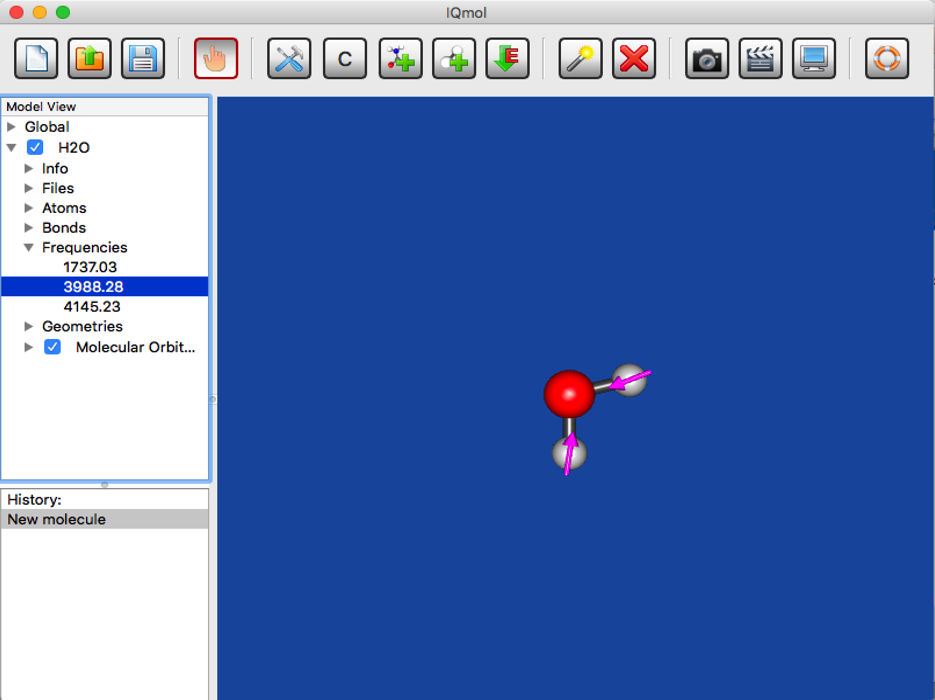 IQmol
C
E
Model View
Global
H2O
Info
Files
Atoms
Bonds
Frequencies
1737.03
3988.28
4145.23
Geometries
Molecular Orbit...
History:
New molecule